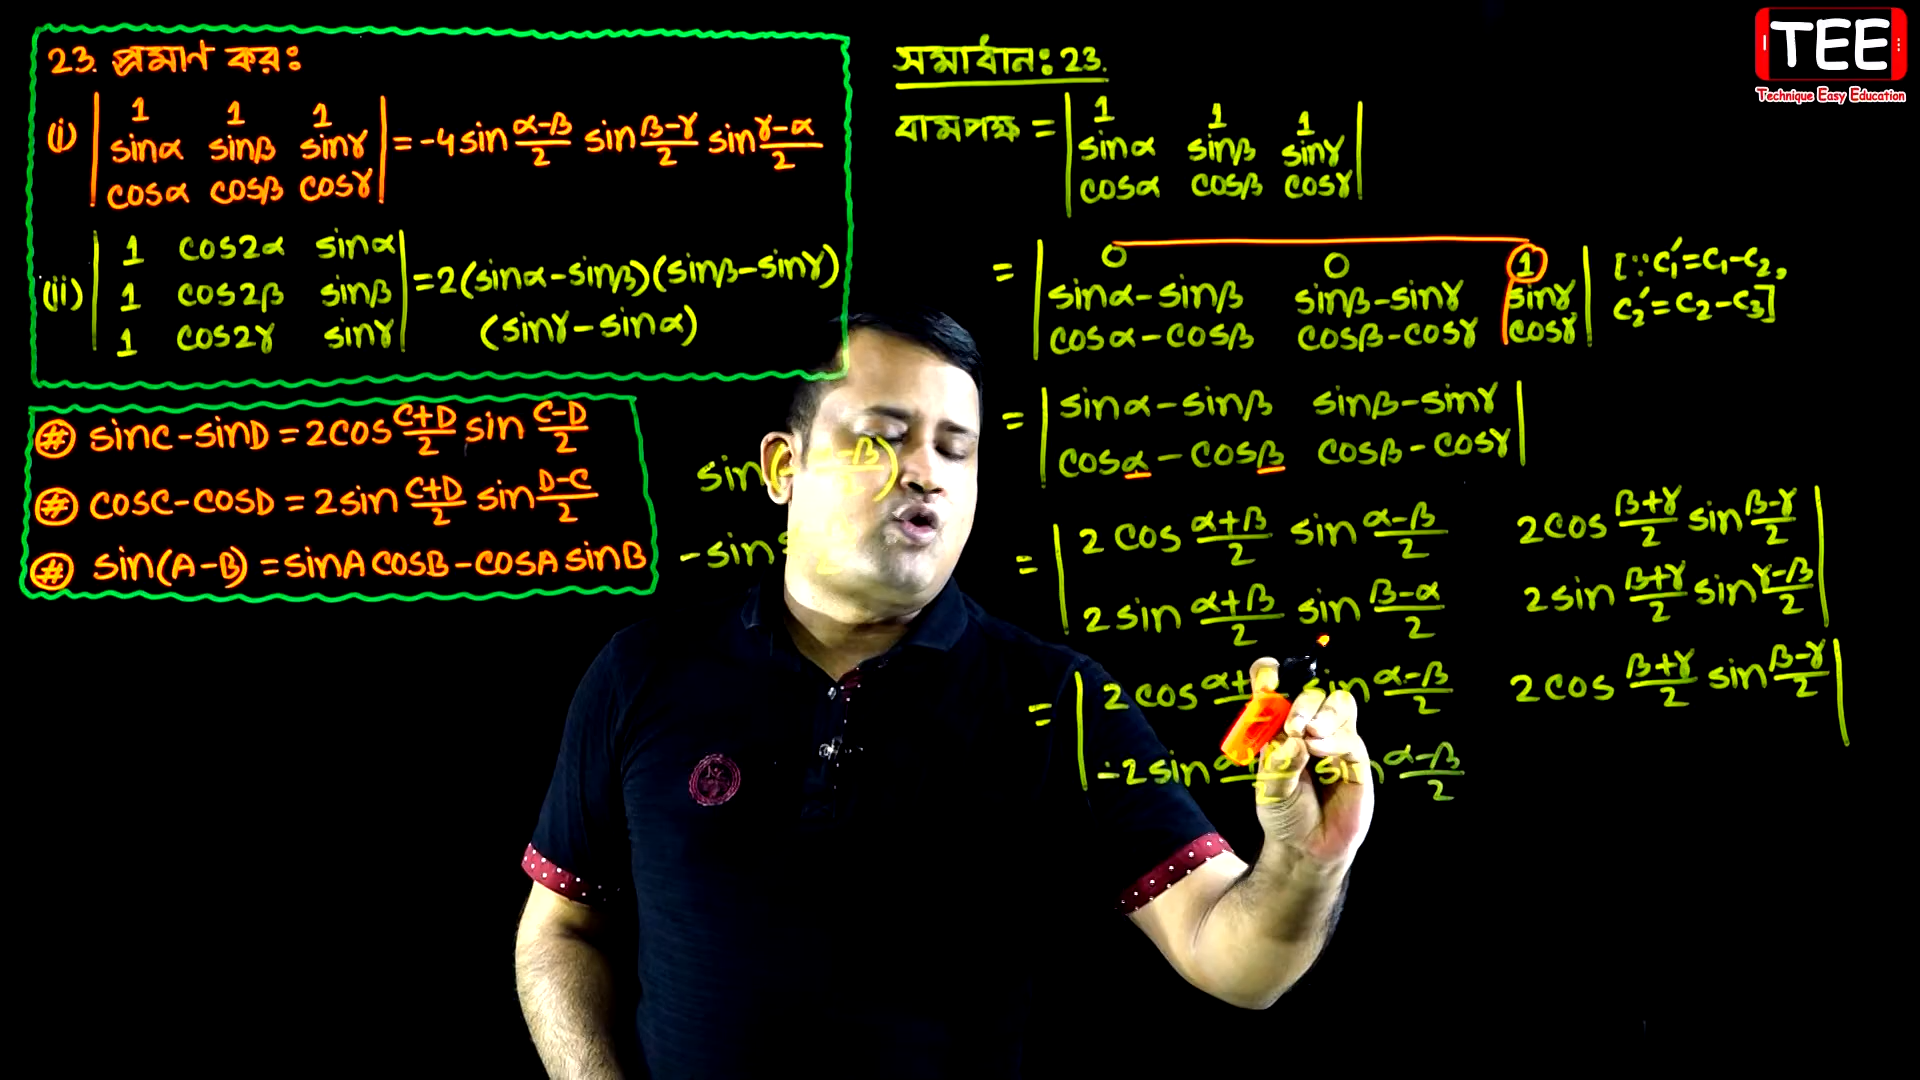 TEE
Technique Easy Education
23. প্রমাণ কর:
(i) | 1 1 1 |
| sinα sinβ sinγ | = -4 sin (α-β)/2 sin (β-γ)/2 sin (γ-α)/2
| cosα cosβ cosγ |
| 1 cos2α sinα |
(ii) | 1 cos2β sinβ | = 2(sinα-sinβ)(sinβ-sinγ)
| 1 cos2γ sinγ | (sinγ-sinα)
# sinC-sinD = 2cos (C+D)/2 sin (C-D)/2
# cosC-cosD = 2sin (C+D)/2 sin (D-C)/2
# sin(A-B) = sinA cosB - cosA sinB
সমাধান: 23.
বামপক্ষ = | 1 1 1 |
| sinα sinβ sinγ |
| cosα cosβ cosγ |
= | 0 0 1 | [∵ c₁′=c₁-c₂,
| sinα-sinβ sinβ-sinγ sinγ | c₂′=c₂-c₃]
| cosα-cosβ cosβ-cosγ cosγ |
= | sinα-sinβ sinβ-sinγ |
| cosα-cosβ cosβ-cosγ |
= | 2 cos (α+β)/2 sin (α-β)/2 2cos (β+γ)/2 sin (β-γ)/2 |
| 2 sin (α+β)/2 sin (β-α)/2 2sin (β+γ)/2 sin (γ-β)/2 |
= | 2 cos sin (α-β)/2 2cos (β+γ)/2 sin (β-γ)/2 |
| -2 sin (α+β)/2 sin (α-β)/2
sin
-sin